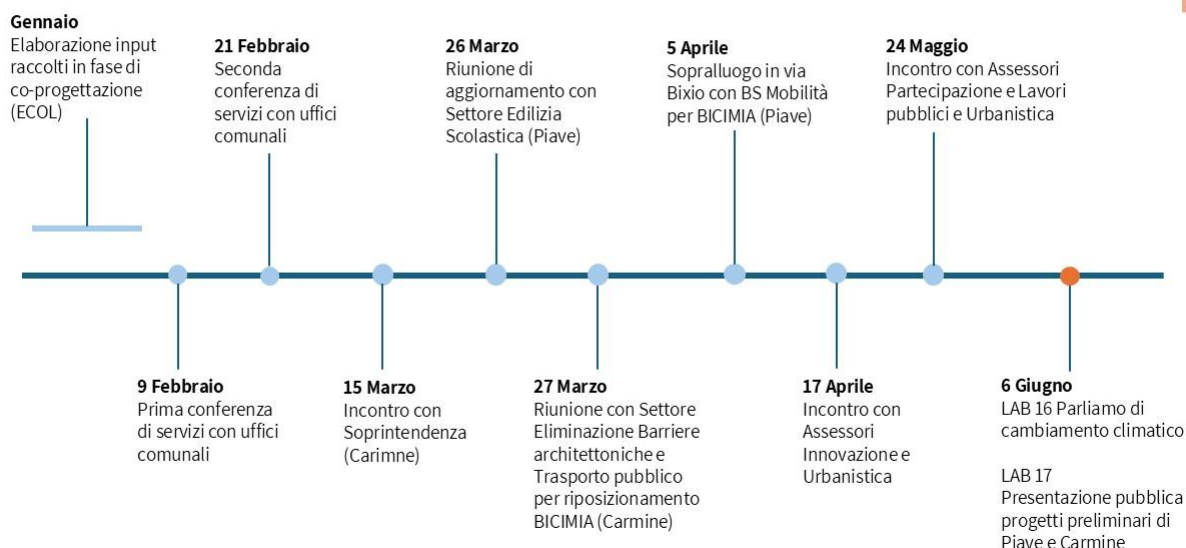 Gennaio
Elaborazione input
raccolti in fase di
co-progettazione
(ECOL)
21 Febbraio
Seconda
conferenza di
servizi con uffici
comunali
26 Marzo
Riunione di
aggiornamento con
Settore Edilizia
Scolastica (Piave)
5 Aprile
Sopralluogo in via
Bixio con BS Mobilità
per BICIMIA (Piave)
24 Maggio
Incontro con Assessori
Partecipazione e Lavori
pubblici e Urbanistica
9 Febbraio
Prima conferenza
di servizi con uffici
comunali
15 Marzo
Incontro con
Soprintendenza
(Carimne)
27 Marzo
Riunione con Settore
Eliminazione Barriere
architettoniche e
Trasporto pubblico
per riposizionamento
BICIMIA (Carmine)
17 Aprile
Incontro con
Assessori
Innovazione e
Urbanistica
6 Giugno
LAB 16 Parliamo di
cambiamento climatico
LAB 17
Presentazione pubblica
progetti preliminari di
Piave e Carmine